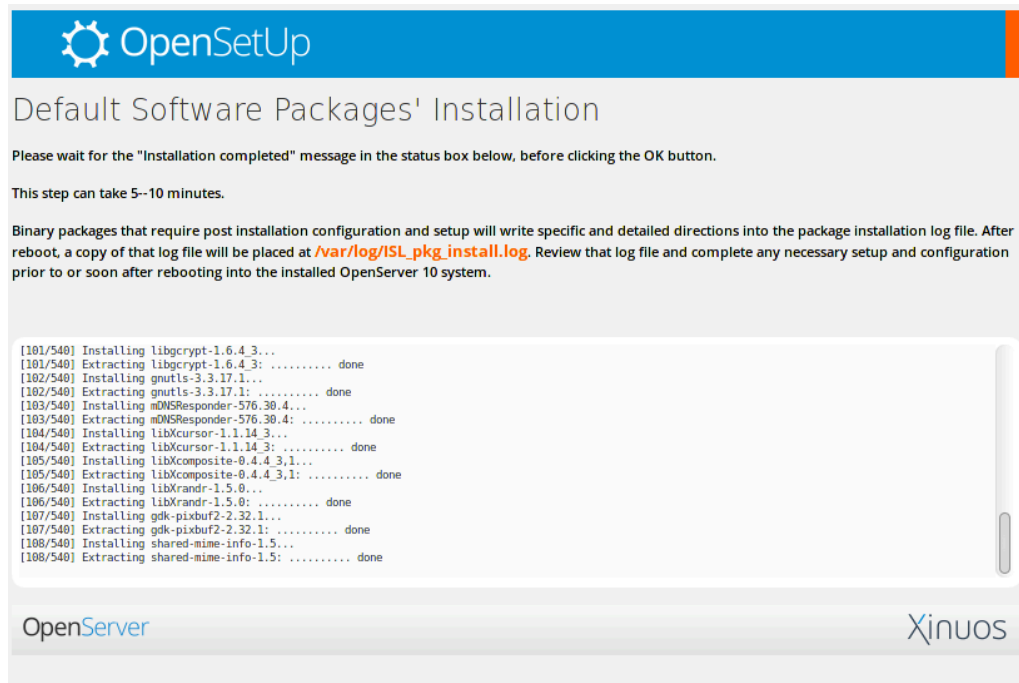 OpenSetUp
Default Software Packages' Installation
Please wait for the "Installation completed" message in the status box below, before clicking the OK button.
This step can take 5--10 minutes.
Binary packages that require post installation configuration and setup will write specific and detailed directions into the package installation log file. After
reboot, a copy of that log file will be placed at /var/log/ISL_pkg_install.log. Review that log file and complete any necessary setup and configuration
prior to or soon after rebooting into the installed OpenServer 10 system.
[101/540] Installing libgcrypt-1.6.4_3...
[101/540] Extracting libgcrypt-1.6.4_3: .......... done
[102/540] Installing gnutls-3.3.17.1...
[102/540] Extracting gnutls-3.3.17.1: .......... done
[103/540] Installing mDNSResponder-576.30.4...
[103/540] Extracting mDNSResponder-576.30.4: .......... done
[104/540] Installing libXcursor-1.1.14_3...
[104/540] Extracting libXcursor-1.1.14_3: .......... done
[105/540] Installing libXcomposite-0.4.4_3,1...
[105/540] Extracting libXcomposite-0.4.4_3,1: .......... done
[106/540] Installing libXrandr-1.5.0...
[106/540] Extracting libXrandr-1.5.0: .......... done
[107/540] Installing gdk-pixbuf2-2.32.1...
[107/540] Extracting gdk-pixbuf2-2.32.1: .......... done
[108/540] Installing shared-mime-info-1.5...
[108/540] Extracting shared-mime-info-1.5: .......... done
OpenServer
Xinuos